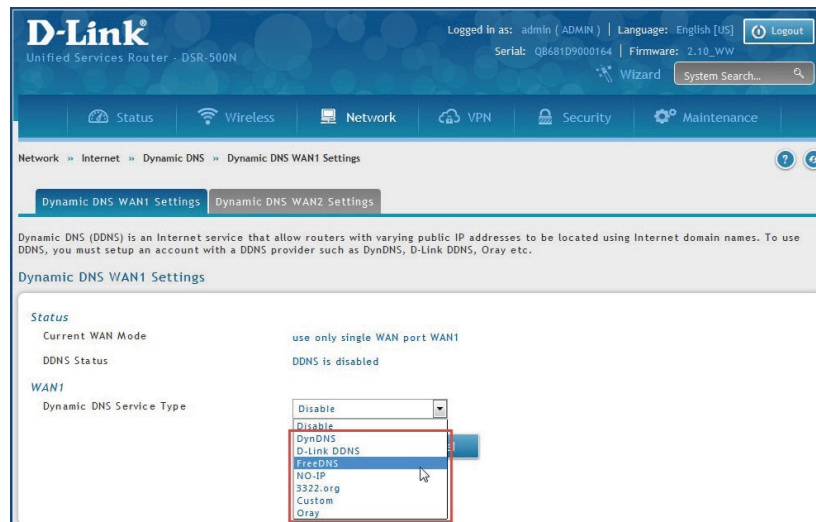 D-Link®
Logged in as: admin ( ADMIN ) | Language: English [US]
Logout
Unified Services Router - DSR-500N
Serial: QB681D9000164 | Firmware: 2.10_WW
Wizard
System Search...
Status
Wireless
Network
VPN
Security
Maintenance
Network » Internet » Dynamic DNS » Dynamic DNS WAN1 Settings
Dynamic DNS WAN1 Settings
Dynamic DNS WAN2 Settings
Dynamic DNS (DDNS) is an Internet service that allow routers with varying public IP addresses to be located using Internet domain names. To use
DDNS, you must setup an account with a DDNS provider such as DynDNS, D-Link DDNS, Oray etc.
Dynamic DNS WAN1 Settings
Status
Current WAN Mode
use only single WAN port WAN1
DDNS Status
DDNS is disabled
WAN1
Dynamic DNS Service Type
Disable
Disable
DynDNS
D-Link DDNS
FreeDNS
NO-IP
3322.org
Custom
Oray